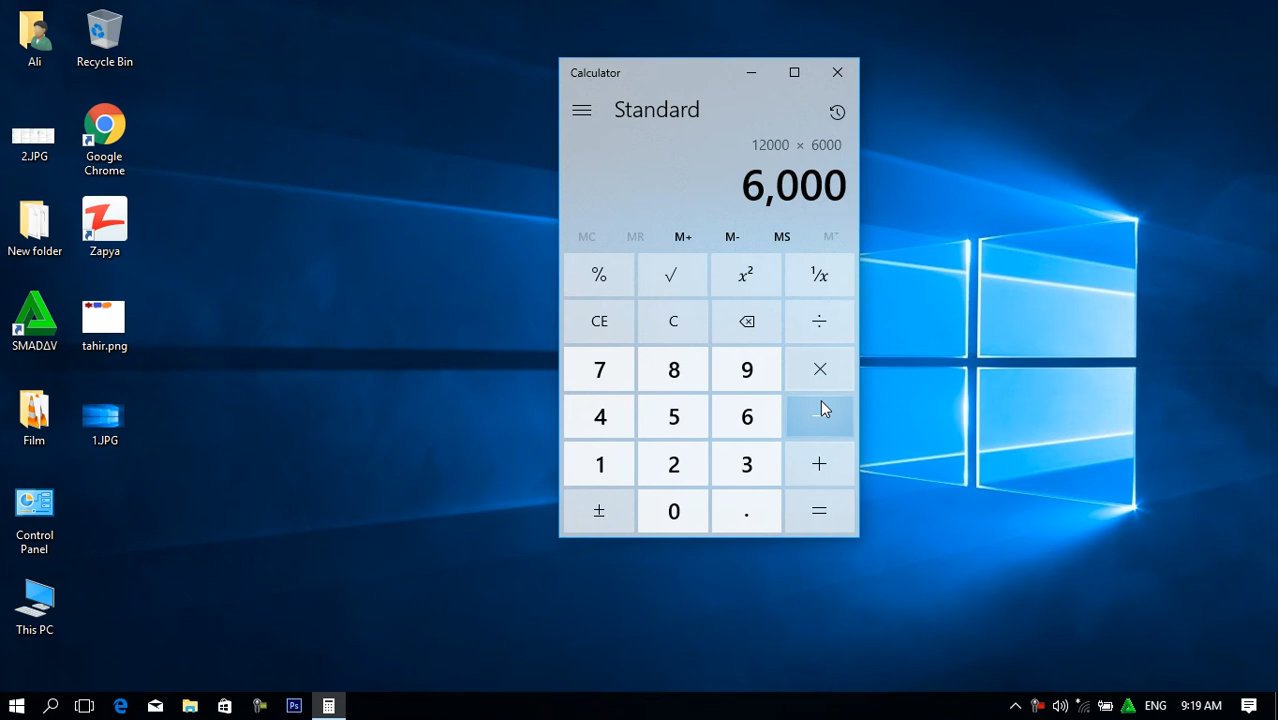 Ali
Recycle Bin
2.JPG
Google
Chrome
New folder
Zapya
SMADΔV
tahir.png
Film
1.JPG
Control
Panel
This PC
Calculator
Standard
12000 × 6000
6,000
MC MR M+ M- MS M˅
% √ x² ¹/x
CE C ÷
7 8 9 ×
4 5 6
1 2 3 +
± 0 . =
Ps
ENG 9:19 AM